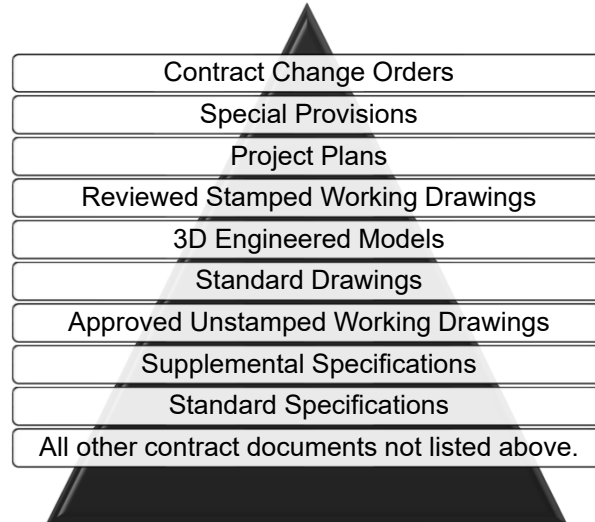 Contract Change Orders
Special Provisions
Project Plans
Reviewed Stamped Working Drawings
3D Engineered Models
Standard Drawings
Approved Unstamped Working Drawings
Supplemental Specifications
Standard Specifications
All other contract documents not listed above.